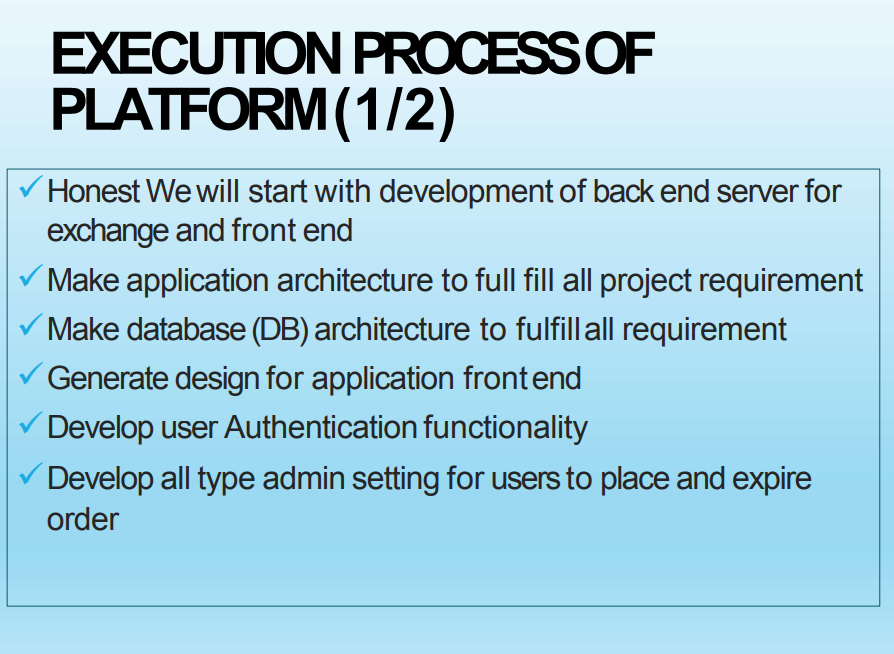 EXECUTION PROCESS OF
PLATFORM (1/2)
✓ Honest We will start with development of back end server for
exchange and front end
✓ Make application architecture to full fill all project requirement
✓ Make database (DB) architecture to fulfill all requirement
✓ Generate design for application front end
✓ Develop user Authentication functionality
✓ Develop all type admin setting for users to place and expire
order